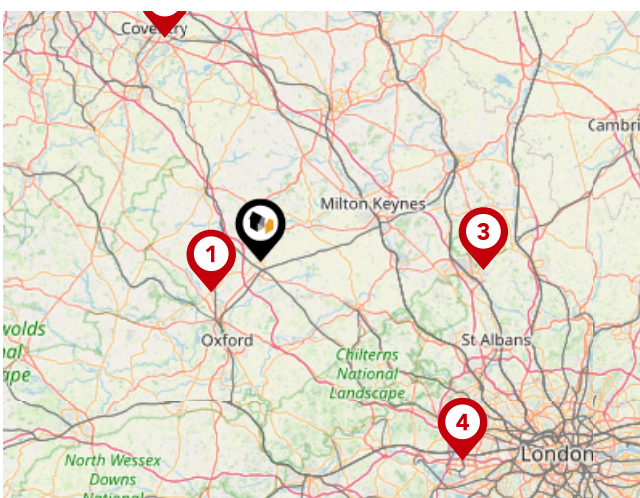 Coventry
Cambri
Milton Keynes
3
1
wolds
nal
ape
Oxford
St Albans
Chilterns
National
Landscape
4
London
North Wessex
Downs
National